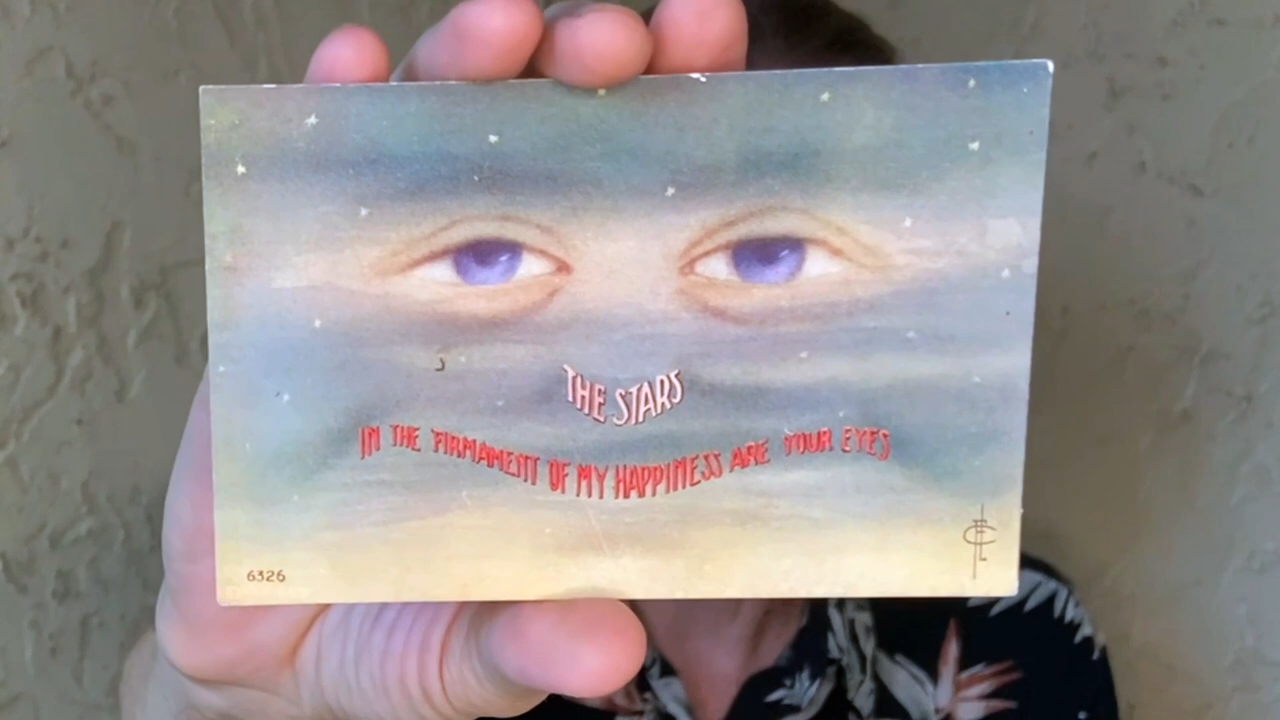 THE STARS
IN THE FIRMAMENT OF MY HAPPINESS ARE YOUR EYES
6326